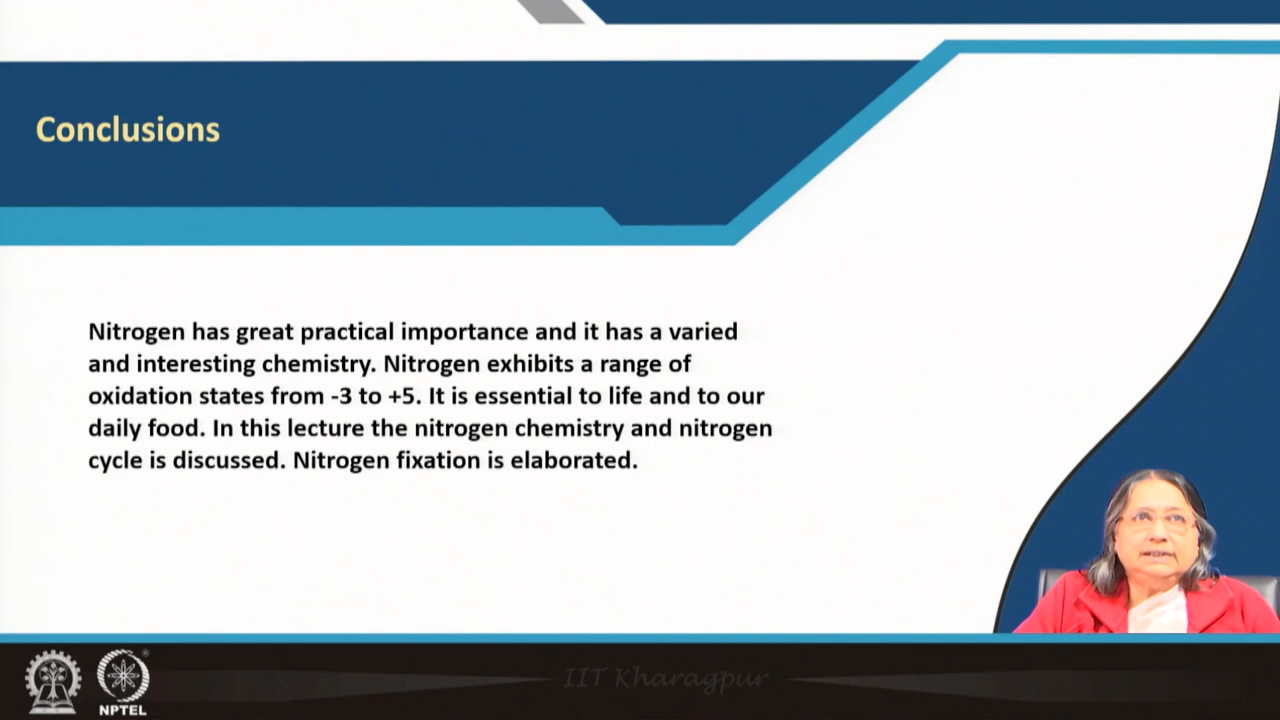 Conclusions
Nitrogen has great practical importance and it has a varied
and interesting chemistry. Nitrogen exhibits a range of
oxidation states from -3 to +5. It is essential to life and to our
daily food. In this lecture the nitrogen chemistry and nitrogen
cycle is discussed. Nitrogen fixation is elaborated.
NPTEL
IIT Kharagpur